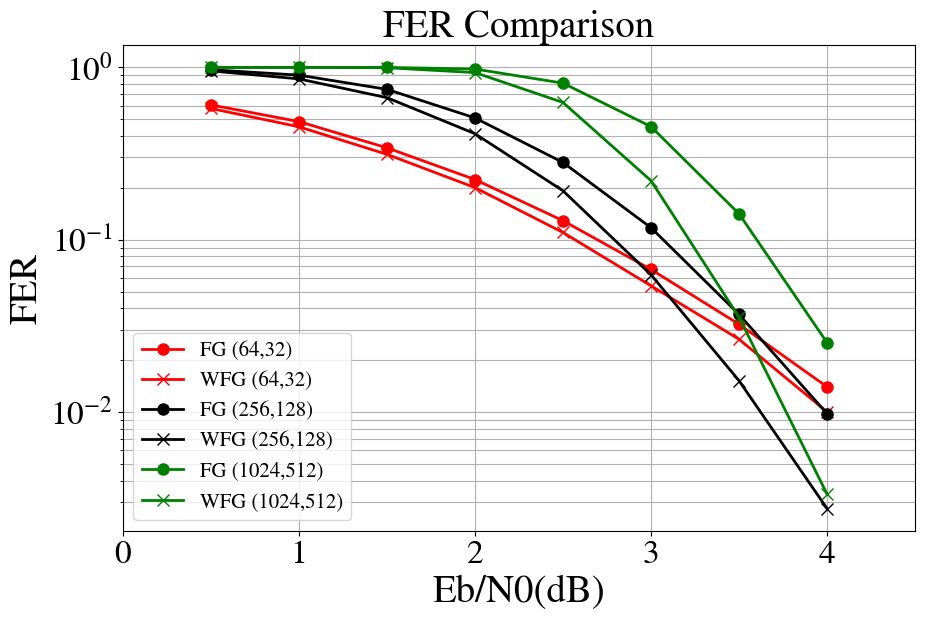 FER Comparison
10^0
10^−1
10^−2
FER
FG (64,32)
WFG (64,32)
FG (256,128)
WFG (256,128)
FG (1024,512)
WFG (1024,512)
0 1 2 3 4
Eb/N0(dB)